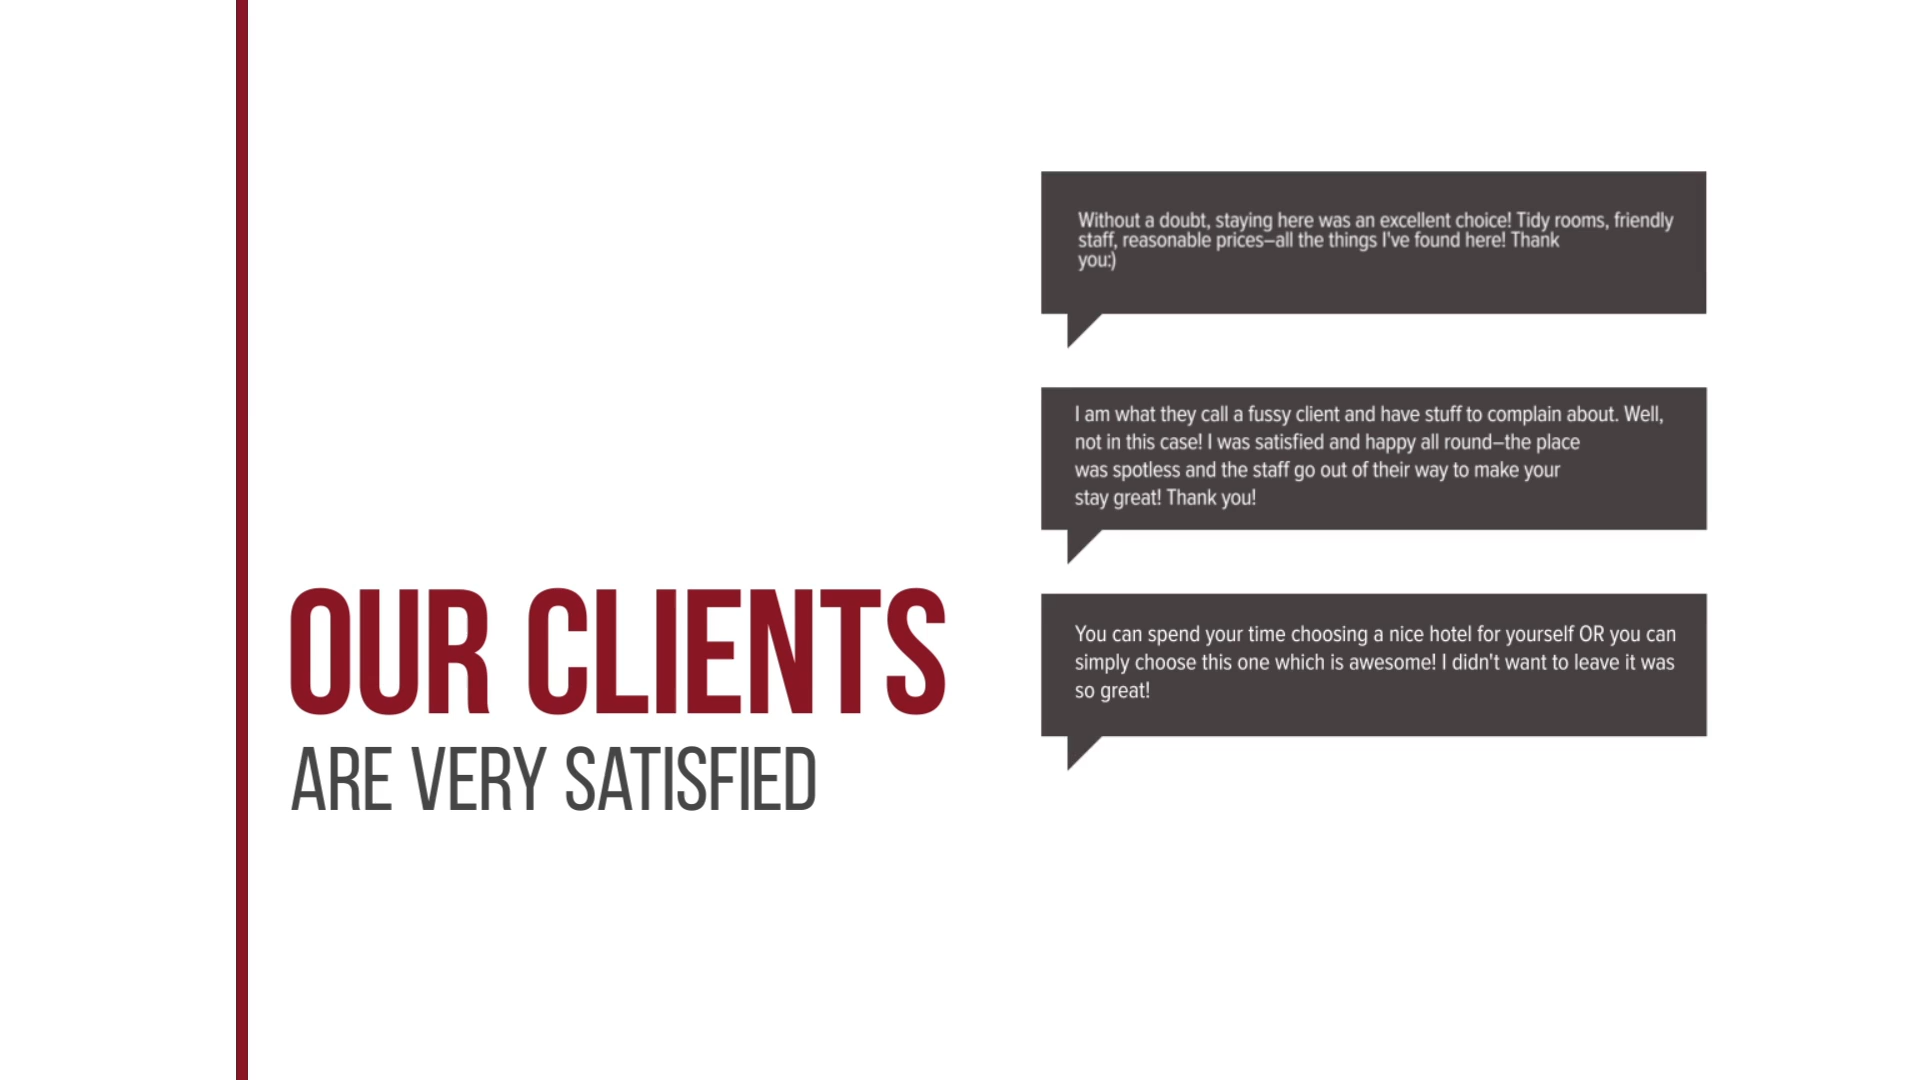 OUR CLIENTS
ARE VERY SATISFIED
Without a doubt, staying here was an excellent choice! Tidy rooms, friendly
staff, reasonable prices–all the things I've found here! Thank
you:)
I am what they call a fussy client and have stuff to complain about. Well,
not in this case! I was satisfied and happy all round–the place
was spotless and the staff go out of their way to make your
stay great! Thank you!
You can spend your time choosing a nice hotel for yourself OR you can
simply choose this one which is awesome! I didn't want to leave it was
so great!